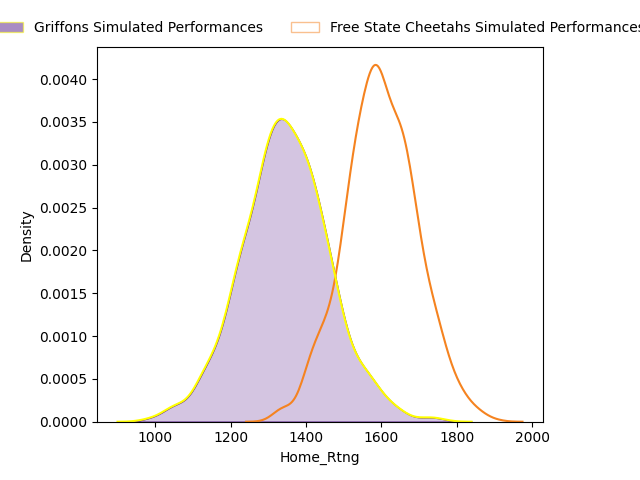 Griffons Simulated Performances Free State Cheetahs Simulated Performances
0.0040
0.0035
0.0030
0.0025
0.0020
0.0015
0.0010
0.0005
0.0000
Density
1000 1200 1400 1600 1800 2000
Home_Rtng